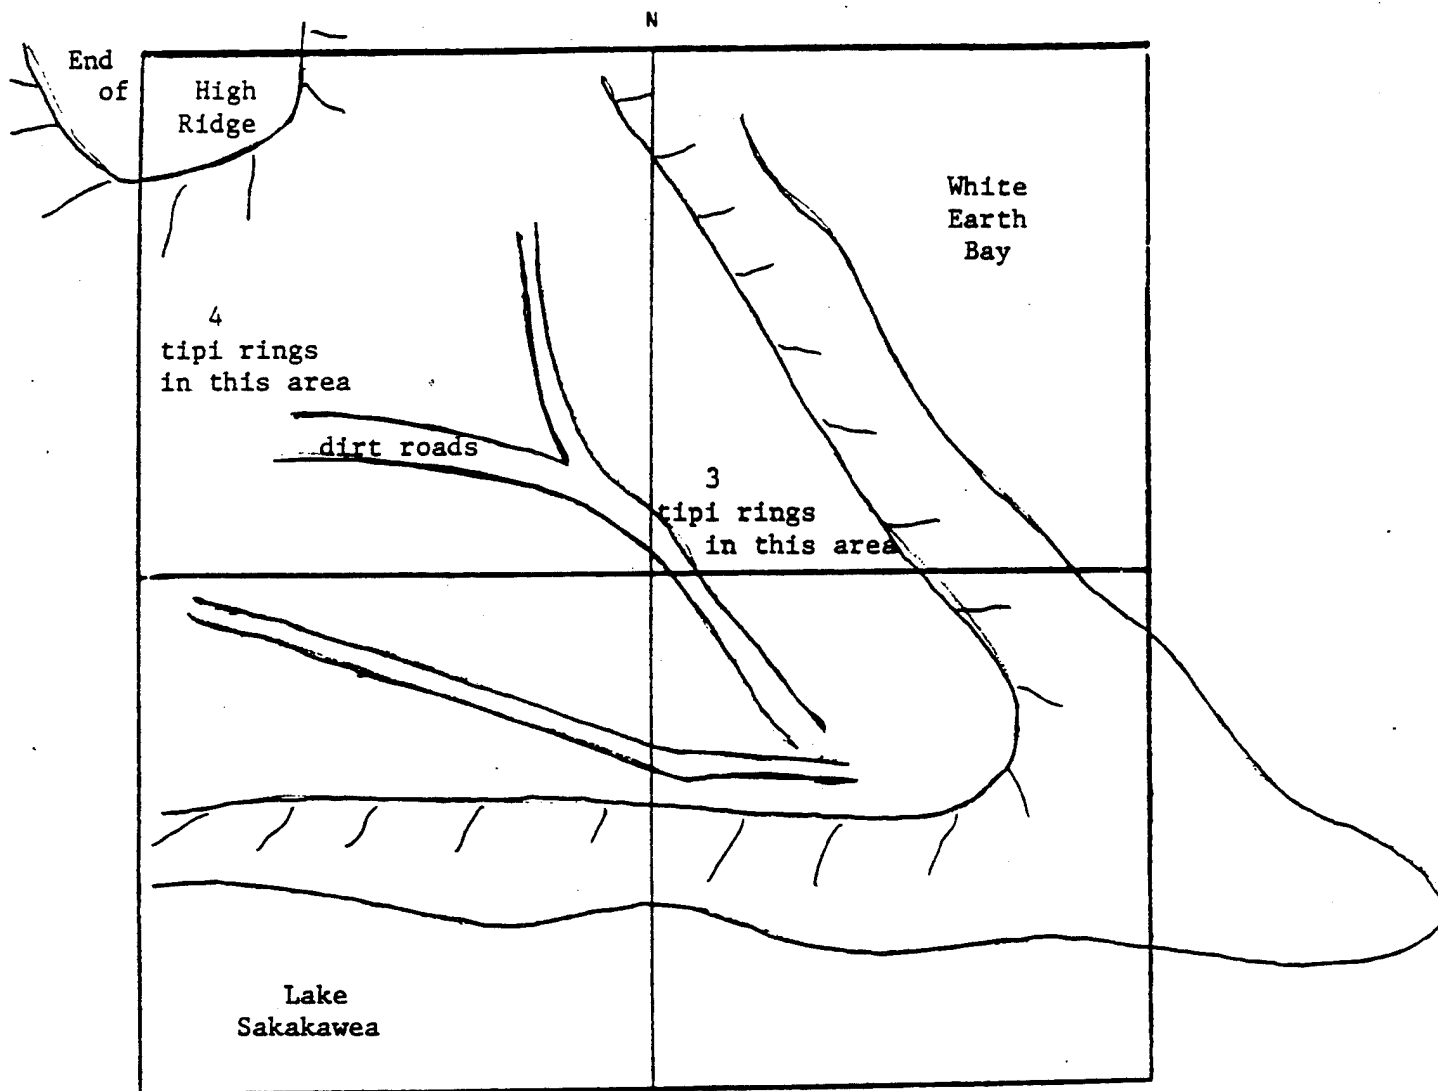 N
End
of
High
Ridge
White
Earth
Bay
4
tipi rings
in this area
dirt roads
3
tipi rings
in this area
Lake
Sakakawea